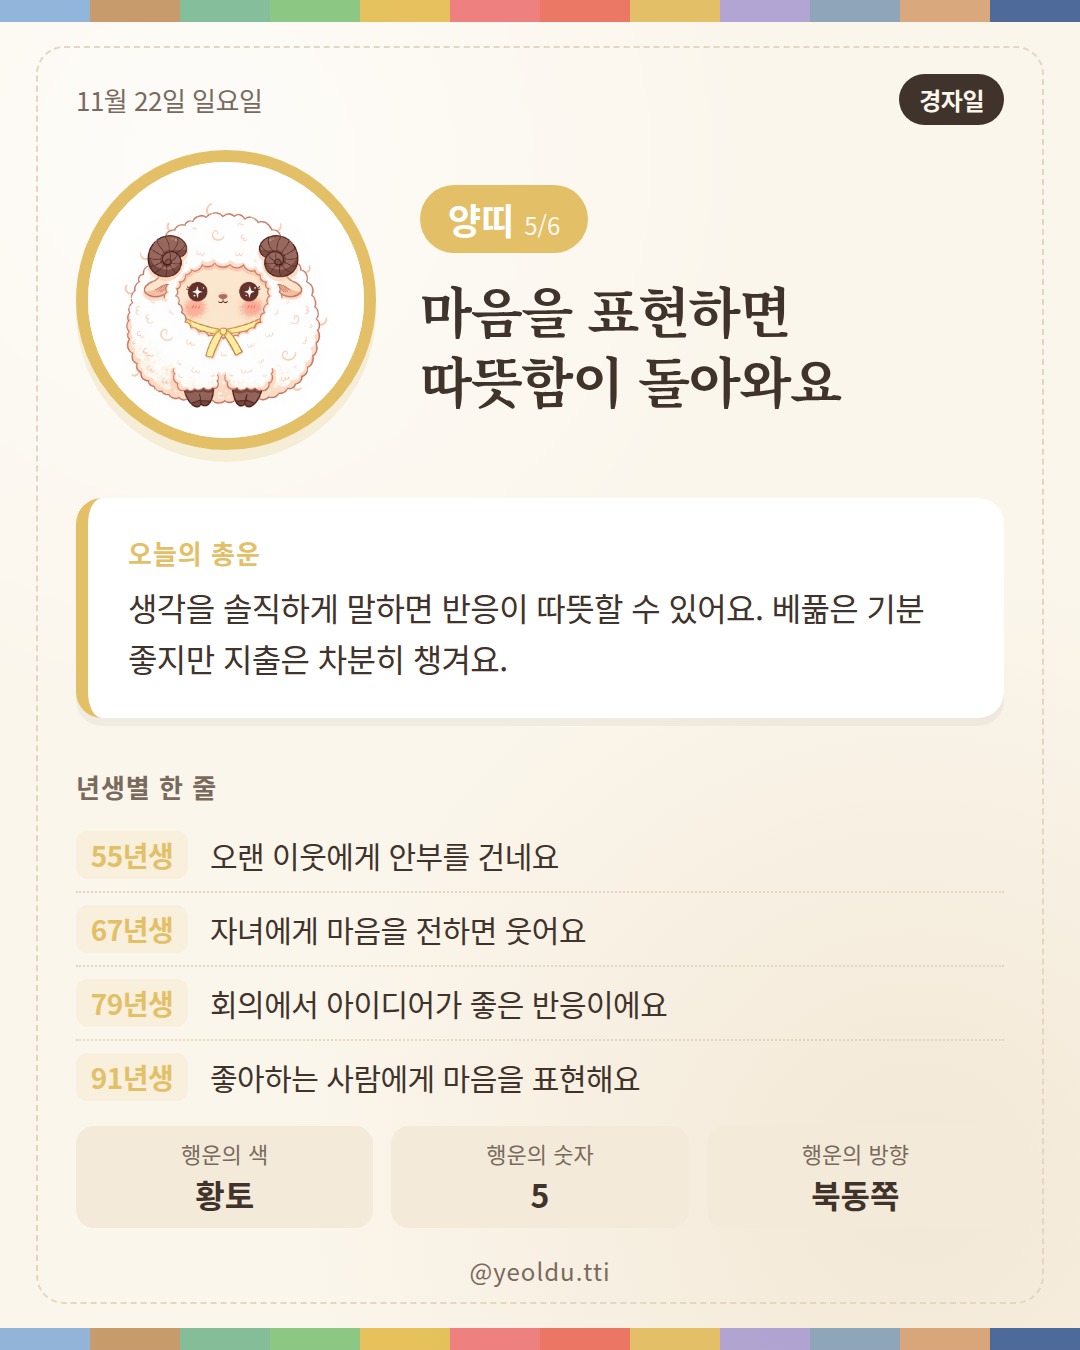 11월 22일 일요일
경자일
양띠 5/6
마음을 표현하면
따뜻함이 돌아와요
오늘의 총운
생각을 솔직하게 말하면 반응이 따뜻할 수 있어요. 베풂은 기분
좋지만 지출은 차분히 챙겨요.
년생별 한 줄
55년생 오랜 이웃에게 안부를 건네요
67년생 자녀에게 마음을 전하면 웃어요
79년생 회의에서 아이디어가 좋은 반응이에요
91년생 좋아하는 사람에게 마음을 표현해요
행운의 색
황토
행운의 숫자
5
행운의 방향
북동쪽
@yeoldu.tti